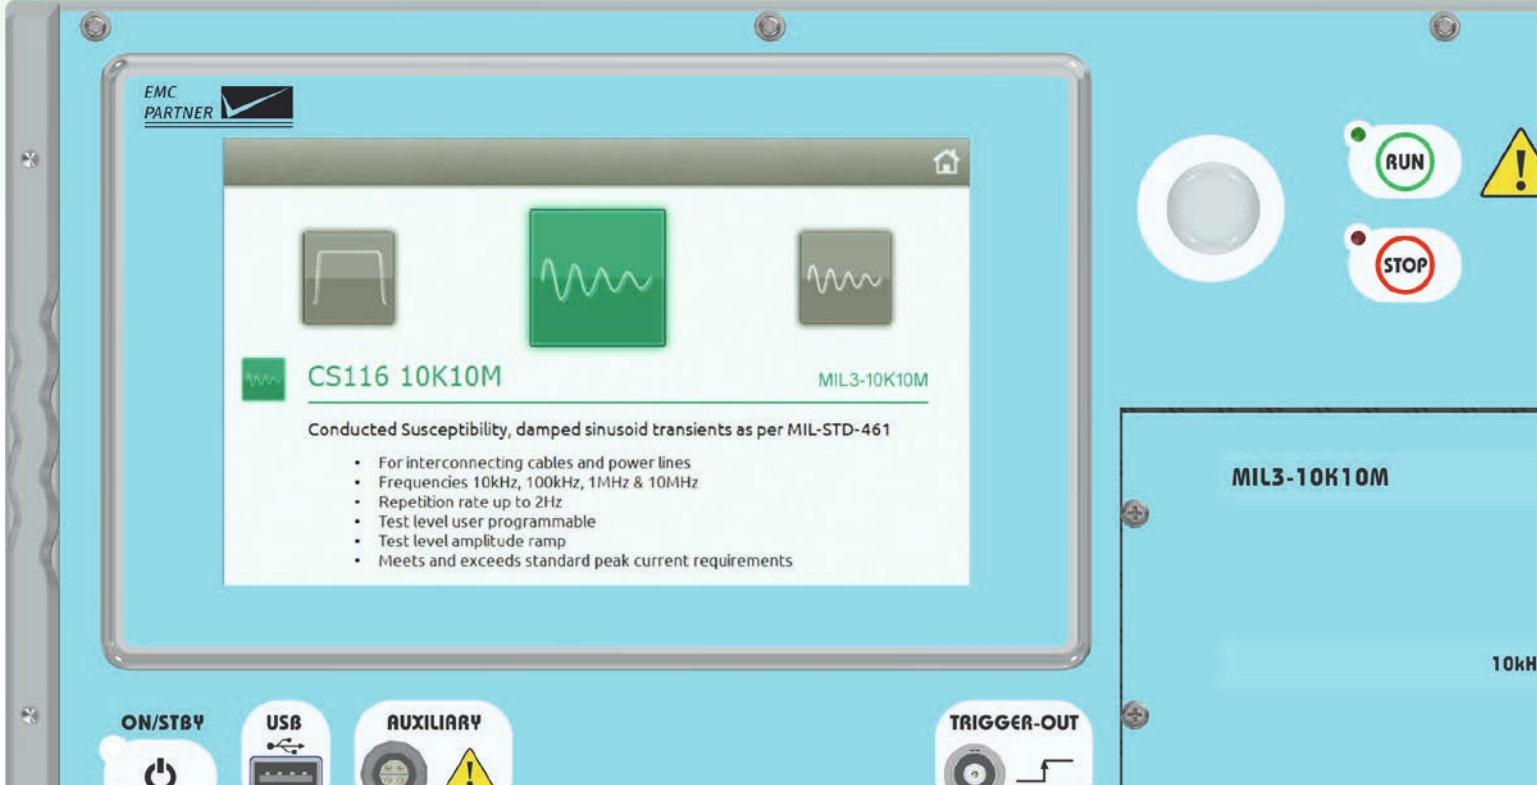 EMC
PARTNER
RUN
STOP
CS116 10K10M
MIL3-10K10M
Conducted Susceptibility, damped sinusoid transients as per MIL-STD-461
• For interconnecting cables and power lines
• Frequencies 10kHz, 100kHz, 1MHz & 10MHz
• Repetition rate up to 2Hz
• Test level user programmable
• Test level amplitude ramp
• Meets and exceeds standard peak current requirements
MIL3-10K10M
10kH
ON/STBY
USB
AUXILIARY
TRIGGER-OUT